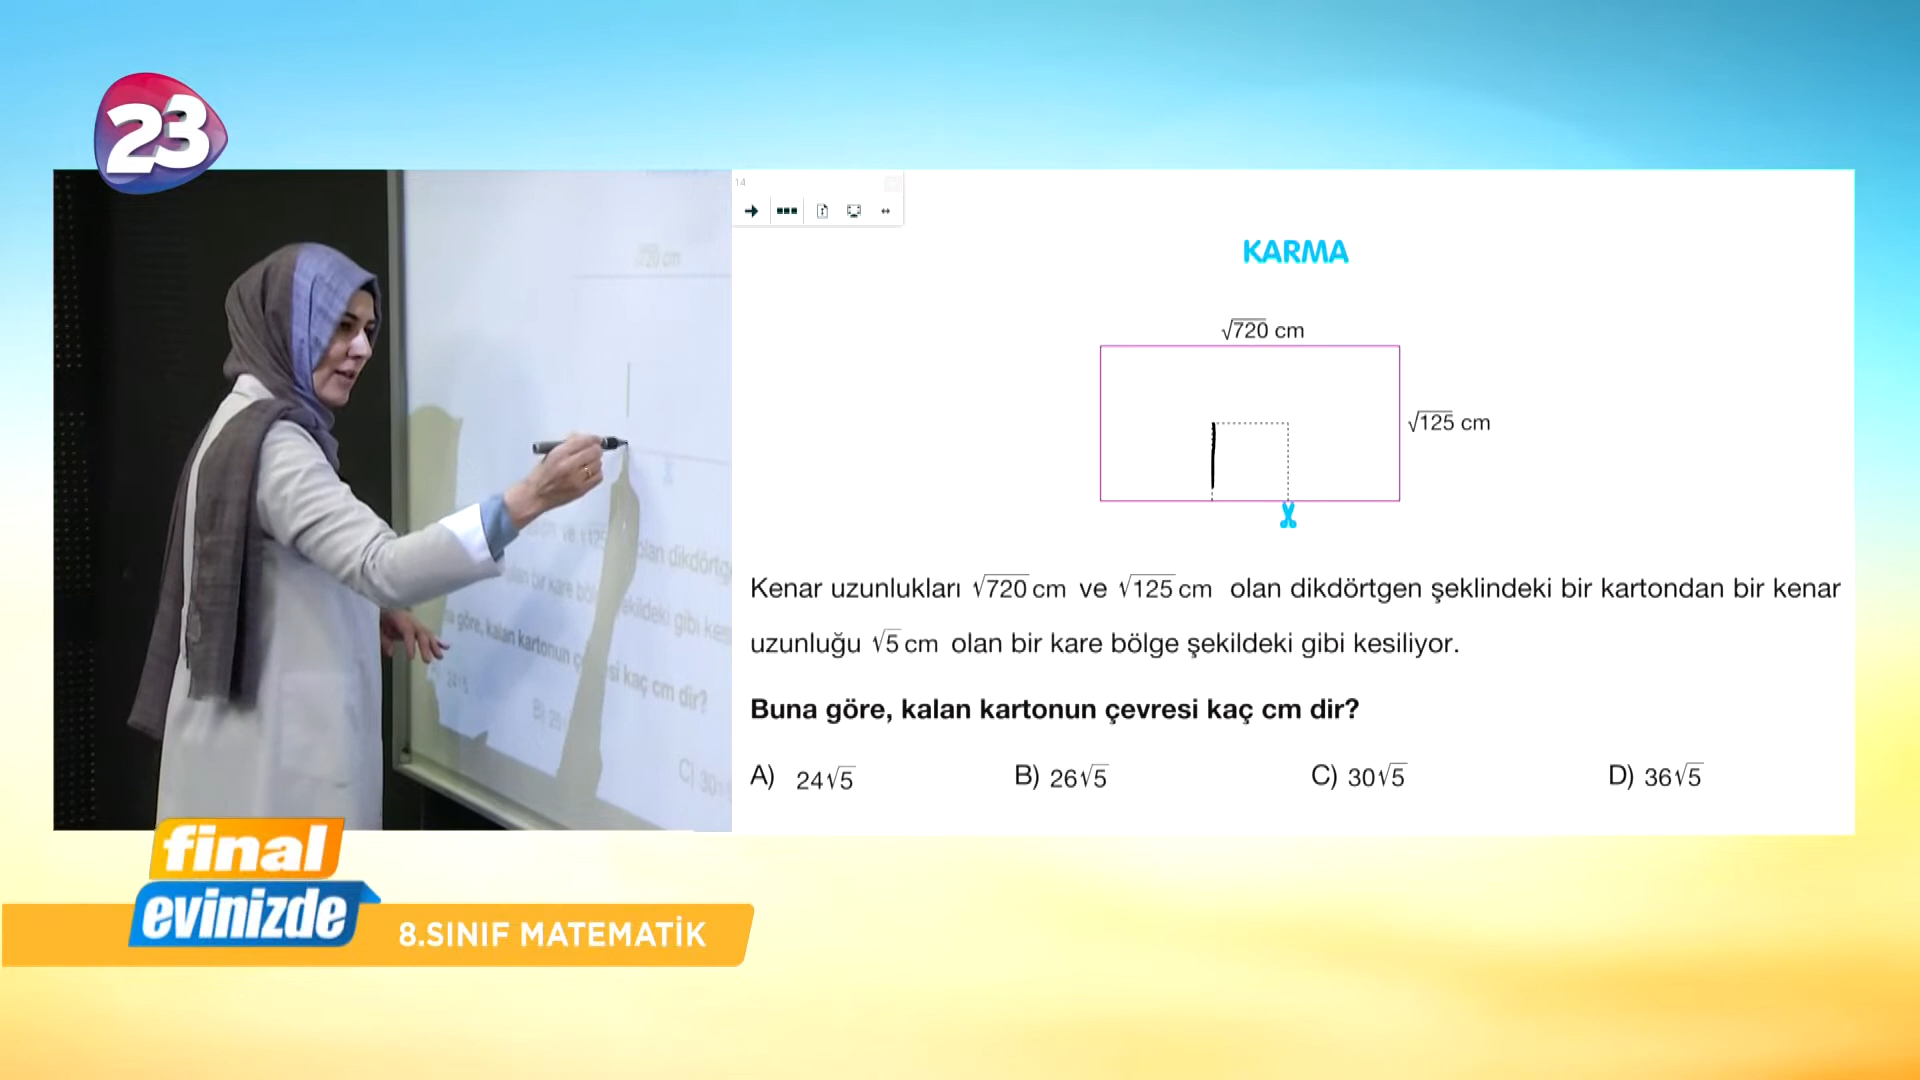 23
14
KARMA
√720 cm
√125 cm
Kenar uzunlukları √720 cm ve √125 cm olan dikdörtgen şeklindeki bir kartondan bir kenar
uzunluğu √5 cm olan bir kare bölge şekildeki gibi kesiliyor.
Buna göre, kalan kartonun çevresi kaç cm dir?
A) 24√5 B) 26√5 C) 30√5 D) 36√5
final
evinizde
8.SINIF MATEMATİK